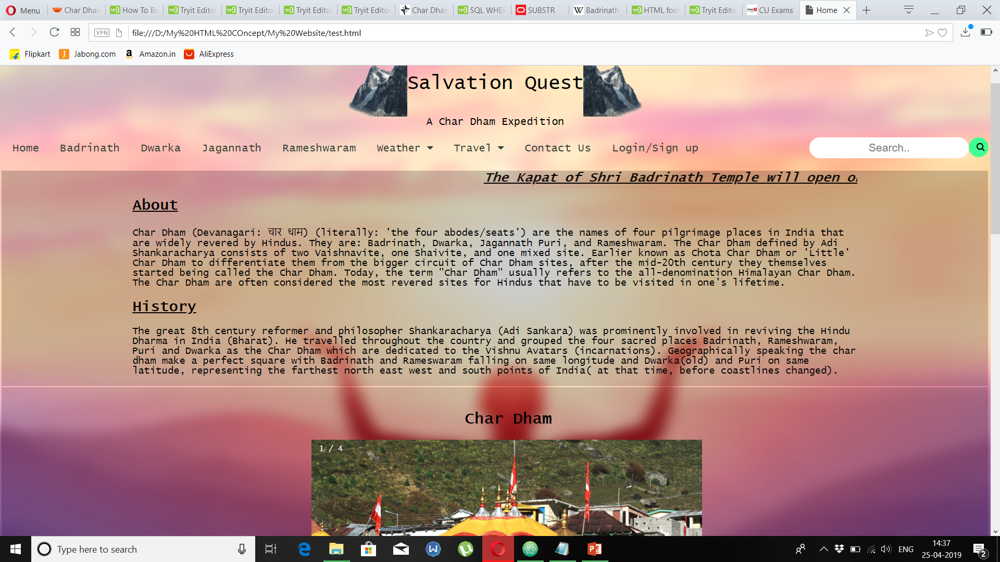 Menu
Char Dha
How To Bu
Tryit Edito
Tryit Edito
Tryit Edito
Tryit Edito
Char Dhan
SQL WHER
SUBSTR
Badrinath
HTML foo
Tryit Edito
CU Exams
Home
VPN
file:///D:/My%20HTML%20COncept/My%20Website/test.html
Flipkart
Jabong.com
Amazon.in
AliExpress
Salvation Quest
A Char Dham Expedition
Home Badrinath Dwarka Jagannath Rameshwaram Weather Travel Contact Us Login/Sign up Search..
The Kapat of Shri Badrinath Temple will open o
About
Char Dham (Devanagari: चार धाम) (literally: 'the four abodes/seats') are the names of four pilgrimage places in India that
are widely revered by Hindus. They are: Badrinath, Dwarka, Jagannath Puri, and Rameshwaram. The Char Dham defined by Adi
Shankaracharya consists of two Vaishnavite, one Shaivite, and one mixed site. Earlier known as Chota Char Dham or 'Little'
Char Dham to differentiate them from the bigger circuit of Char Dham sites, after the mid-20th century they themselves
started being called the Char Dham. Today, the term "Char Dham" usually refers to the all-denomination Himalayan Char Dham.
The Char Dham are often considered the most revered sites for Hindus that have to be visited in one's lifetime.
History
The great 8th century reformer and philosopher Shankaracharya (Adi Sankara) was prominently involved in reviving the Hindu
Dharma in India (Bharat). He travelled throughout the country and grouped the four sacred places Badrinath, Rameshwaram,
Puri and Dwarka as the Char Dham which are dedicated to the Vishnu Avatars (incarnations). Geographically speaking the char
dham make a perfect square with Badrinath and Rameswaram falling on same longitude and Dwarka(old) and Puri on same
latitude, representing the farthest north east west and south points of India( at that time, before coastlines changed).
Char Dham
1 / 4
Type here to search
ENG
14:37
25-04-2019
2